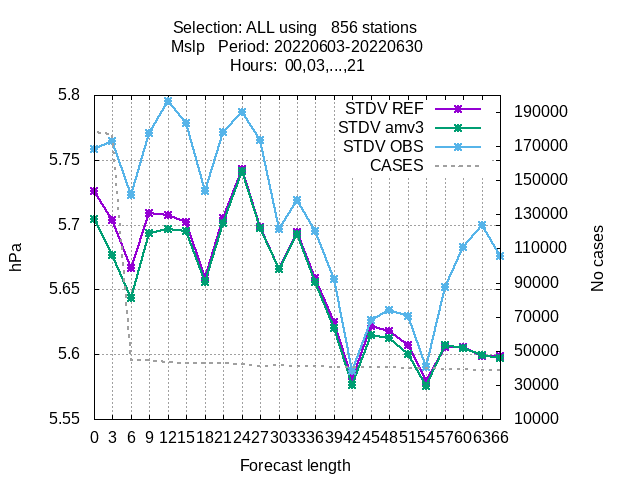 Selection: ALL using   856 stations
Mslp   Period: 20220603-20220630
Hours: 00,03,...,21
STDV REF
STDV amv3
STDV OBS
CASES
hPa
5.8
5.75
5.7
5.65
5.6
5.55
No cases
190000
170000
150000
130000
110000
90000
70000
50000
30000
10000
0 3 6 9 12 15 18 21 24 27 30 33 36 39 42 45 48 51 54 57 60 63 66
Forecast length